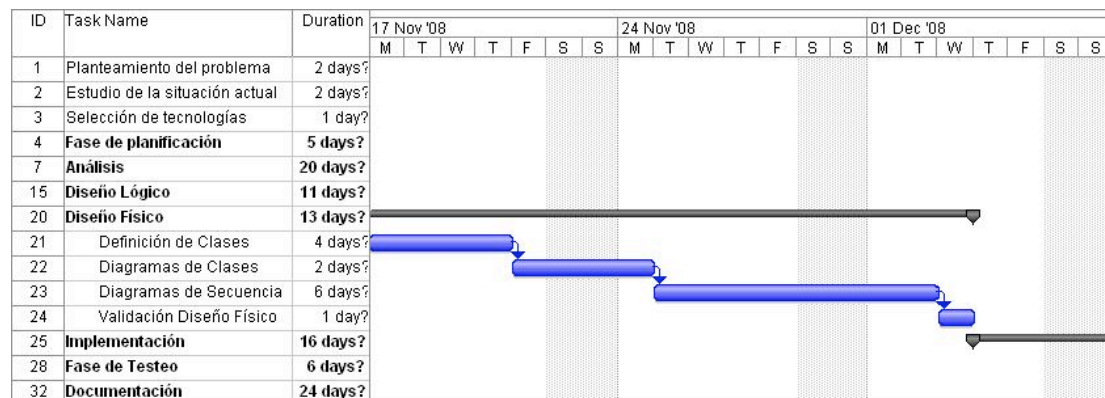 ID Task Name Duration 17 Nov '08 24 Nov '08 01 Dec '08
M T W T F S S M T W T F S S M T W T F S S
1 Planteamiento del problema 2 days?
2 Estudio de la situación actual 2 days?
3 Selección de tecnologías 1 day?
4 Fase de planificación 5 days?
7 Análisis 20 days?
15 Diseño Lógico 11 days?
20 Diseño Físico 13 days?
21 Definición de Clases 4 days?
22 Diagramas de Clases 2 days?
23 Diagramas de Secuencia 6 days?
24 Validación Diseño Físico 1 day?
25 Implementación 16 days?
28 Fase de Testeo 6 days?
32 Documentación 24 days?